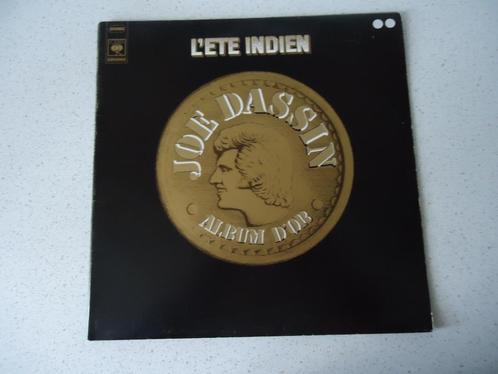 L'ETE INDIEN
JOE DASSIN
ALBUM D'OR